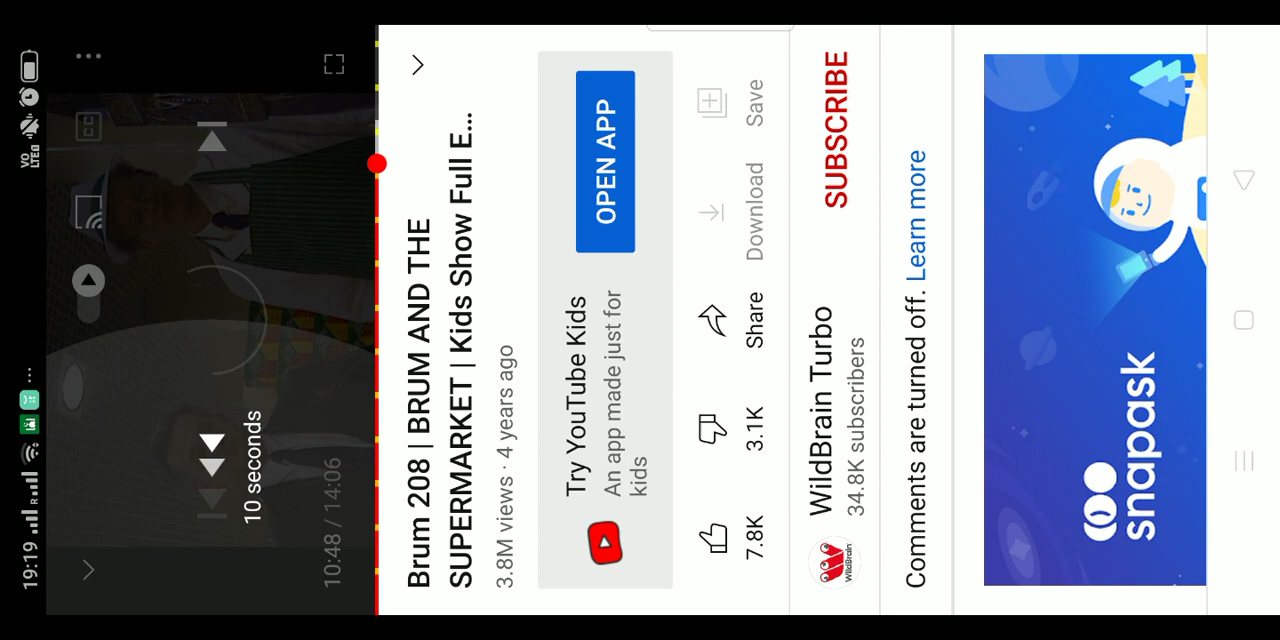 19:19
R
VO
LTE
CC
10 seconds
10:48 / 14:06
Brum 208 | BRUM AND THE
SUPERMARKET | Kids Show Full E...
3.8M views · 4 years ago
Try YouTube Kids
An app made just for
kids
OPEN APP
7.8K
3.1K
Share
Download
Save
WildBrain
WildBrain Turbo
34.8K subscribers
SUBSCRIBE
Comments are turned off. Learn more
snapask